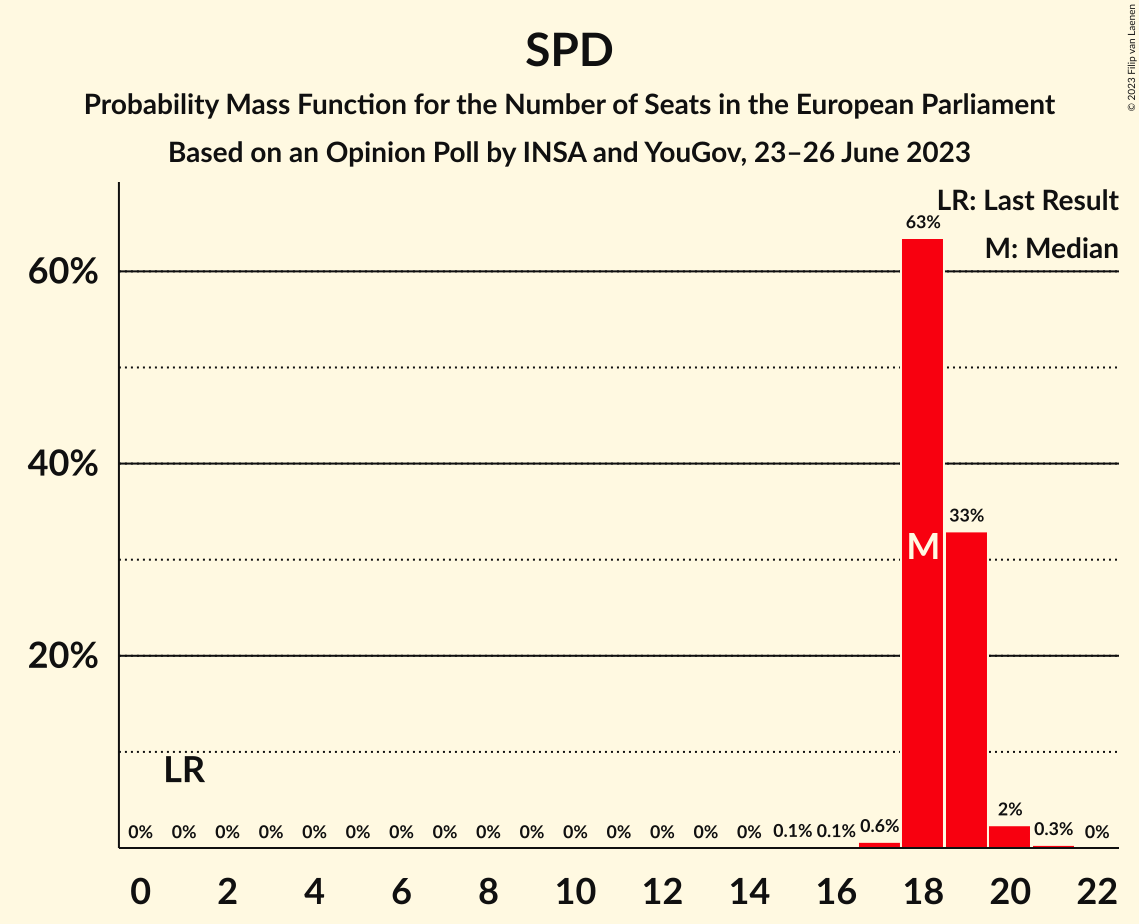 SPD
Probability Mass Function for the Number of Seats in the European Parliament
Based on an Opinion Poll by INSA and YouGov, 23–26 June 2023
© 2023 Filip van Laenen
LR: Last Result
M: Median
60%
40%
20%
63%
33%
M
LR
0% 0% 0% 0% 0% 0% 0% 0% 0% 0% 0% 0% 0% 0% 0% 0.1% 0.1% 0.6% 2% 0.3% 0%
0 2 4 6 8 10 12 14 16 18 20 22